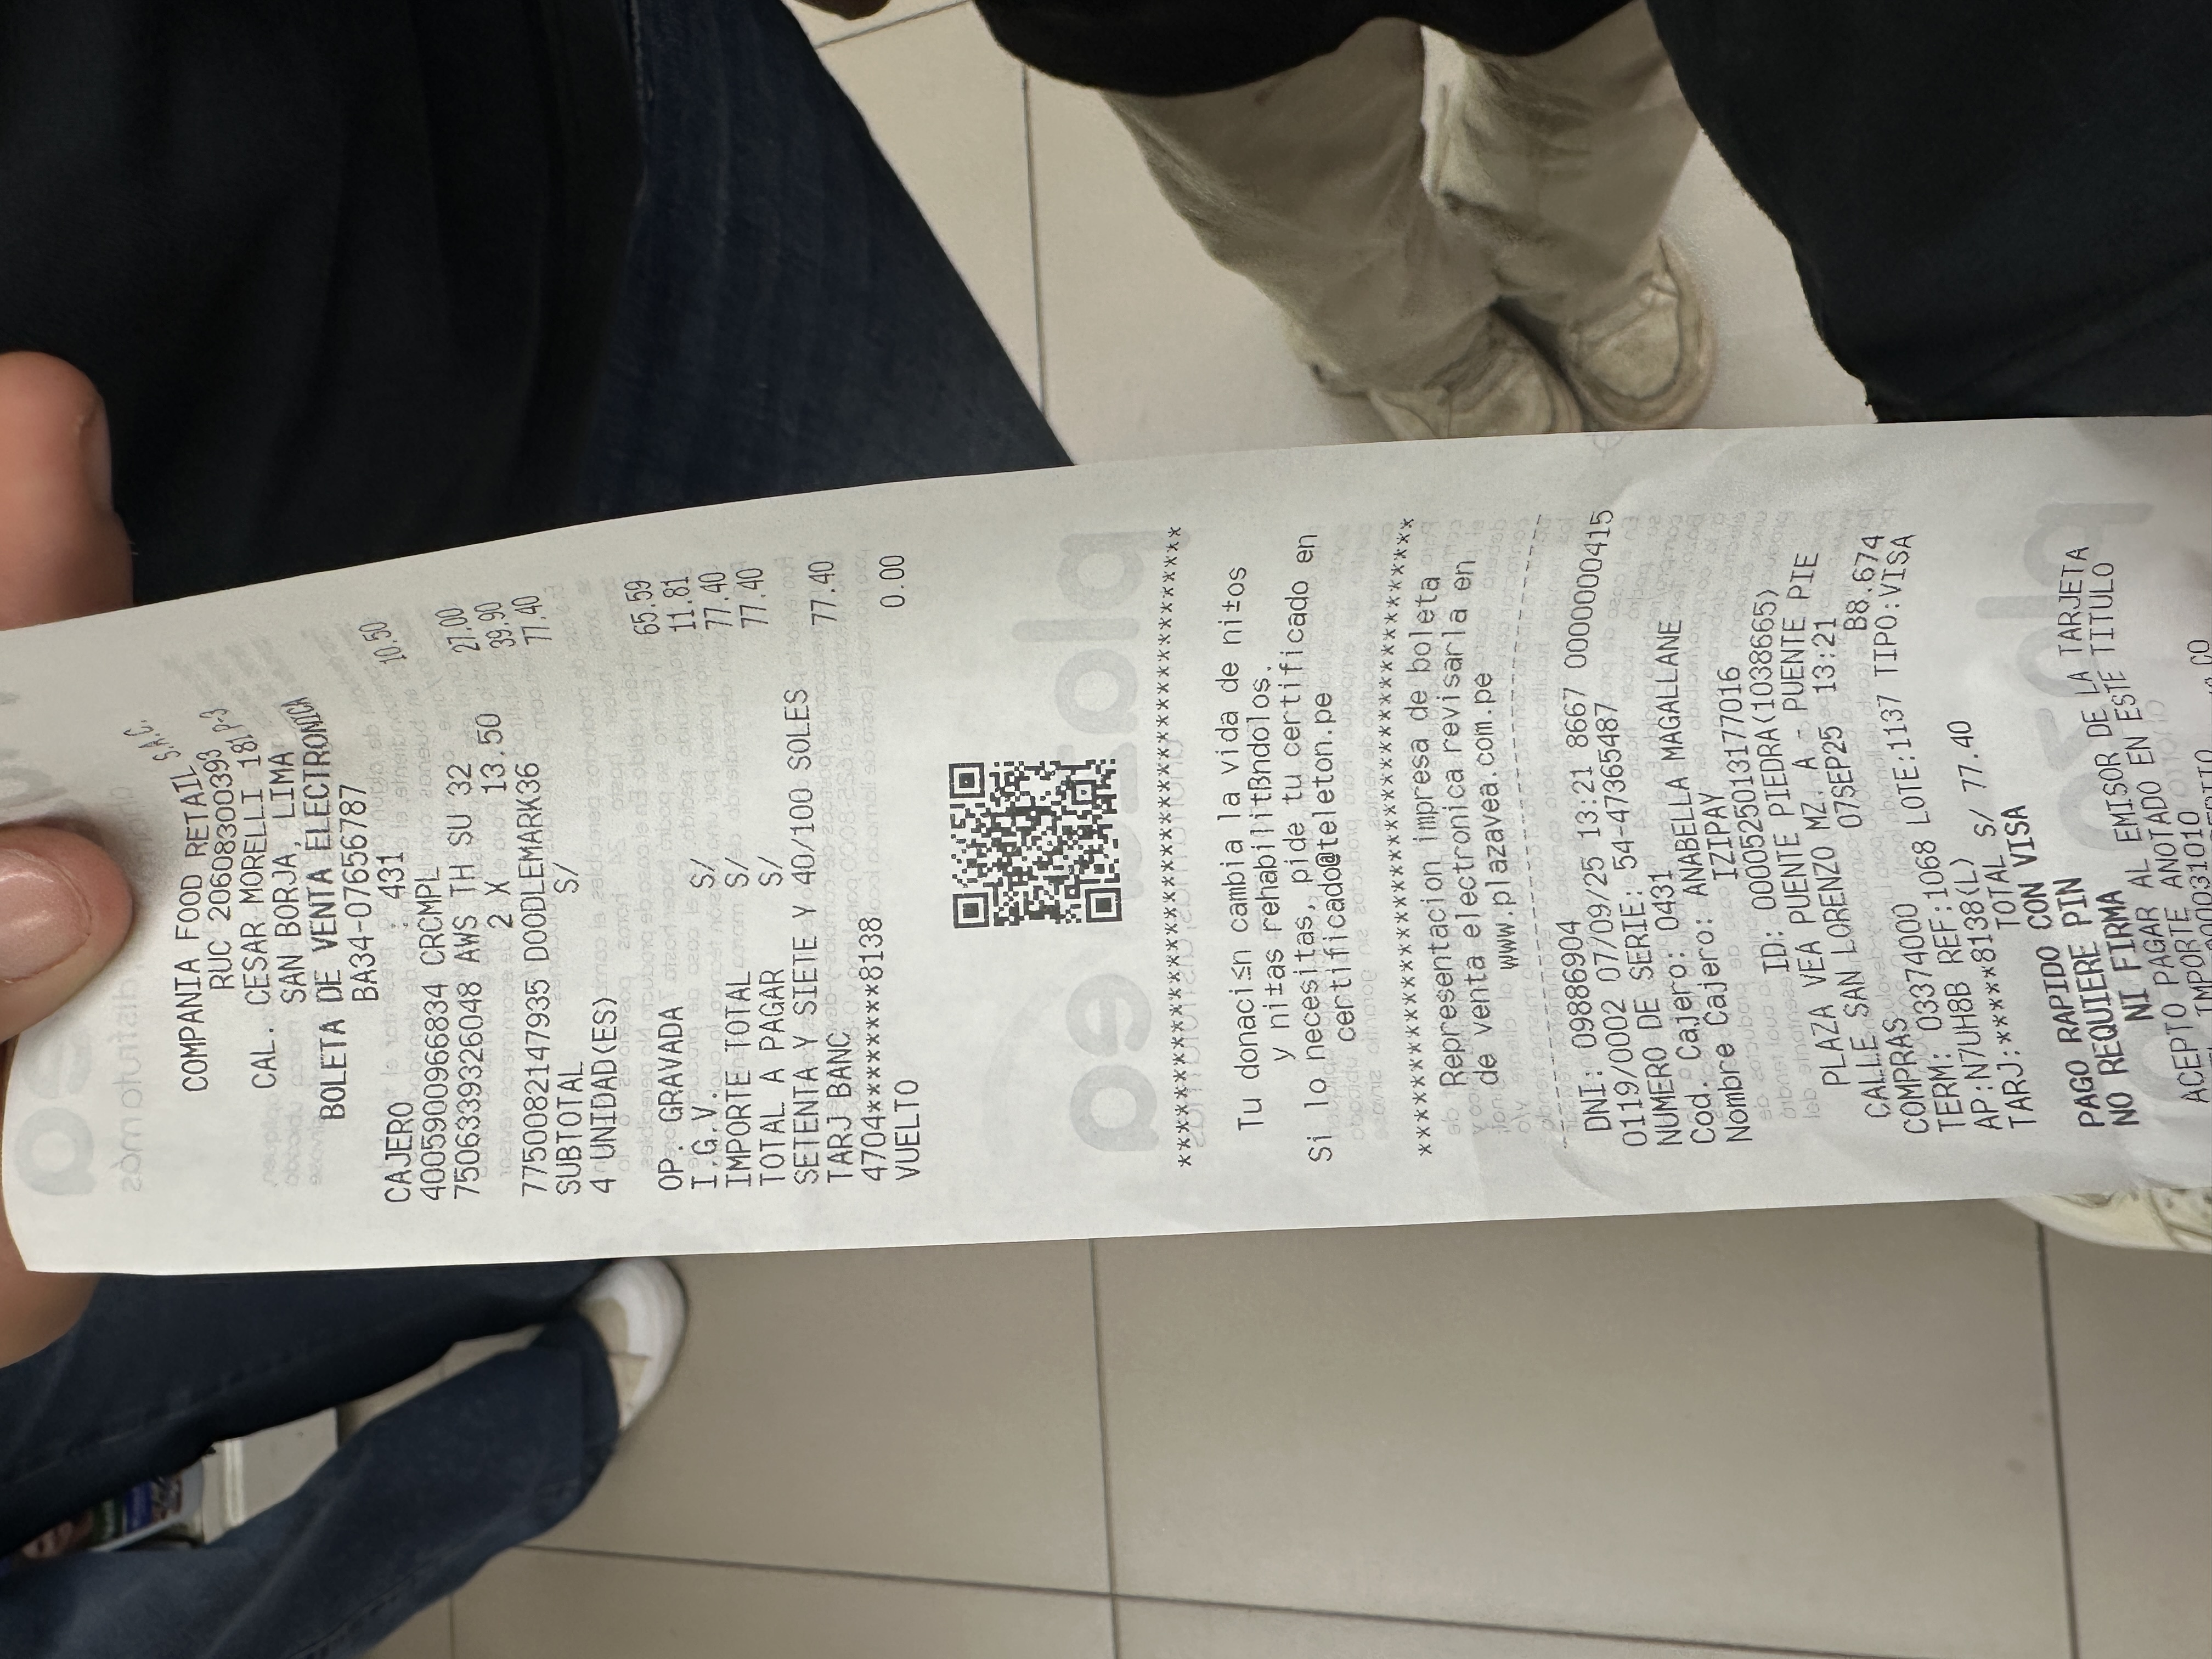 COMPANIA FOOD RETAIL S.A.C.
RUC 20608300393
CAL. CESAR MORELLI 181 P-3
SAN BORJA, LIMA
BOLETA DE VENTA ELECTRONICA
BA34-07656787
CAJERO : 431
4005900966834 CRCMPL 10.50
7506339326048 AWS TH SU 32
2 X 13.50 27.00
7750082147935 DOODLEMARK36 39.90
SUBTOTAL S/ 77.40
4 UNIDAD(ES)
OP. GRAVADA 65.59
I.G.V. S/ 11.81
IMPORTE TOTAL S/ 77.40
TOTAL A PAGAR S/ 77.40
SETENTA Y SIETE Y 40/100 SOLES
TARJ BANC 77.40
4704********8138
VUELTO 0.00
plaza vea
**************************************
Tu donaci≤n cambia la vida de ni±os
y ni±as rehabilitßndolos.
Si lo necesitas, pide tu certificado en
certificado@teleton.pe
**************************************
Representacion impresa de boleta
de venta electronica revisarla en
www.plazavea.com.pe
--------------------------------------
DNI: 09886904
0119/0002 07/09/25 13:21 8667 0000000415
NUMERO DE SERIE: 54-47365487
Cod. Cajero: 0431
Nombre Cajero: ANABELLA MAGALLANE
IZIPAY
ID: 0000525013177016
PLAZA VEA PUENTE PIEDRA(1038665)
CALLE SAN LORENZO MZ. A - PUENTE PIE
07SEP25 13:21
COMPRAS B8.674
TERM: 03374000
AP:N7UH8B REF:1068 LOTE:1137 TIPO:VISA
TARJ:*****8138(L)
TOTAL S/ 77.40
PAGO RAPIDO CON VISA
NO REQUIERE PIN
NI FIRMA
ACEPTO PAGAR AL EMISOR DE LA TARJETA
IMPORTE ANOTADO EN ESTE TITULO